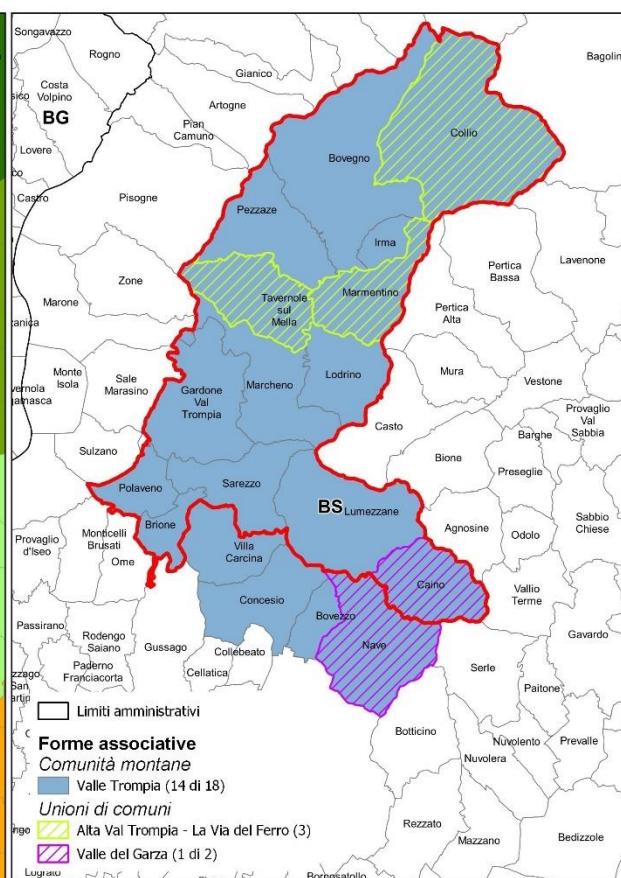 Songavazzo
Rogno
Costa
Volpino
BG
Lovere
Castro
Gianico
Artogne
Pian
Camuno
Pisogne
Zone
Marone
Monte
Isola
Sale
Marasino
Sulzano
Provaglio
d'Iseo
Monticelli
Brusati
Ome
Passirano
Rodengo
Saiano
Paderno
Franciacorta
Gussago
Cellatica
Collebeato
Bagolin
Collio
Bovegno
Pezzaze
Irma
Tavernole
sul
Mella
Marmentino
Pertica
Bassa
Lavenone
Pertica
Alta
Mura
Vestone
Gardone
Val
Trompia
Marcheno
Lodrino
Casto
Provaglio
Val
Sabbia
Barghe
Bione
Preseglie
Polaveno
Sarezzo
BS
Lumezzane
Agnosine
Odolo
Sabbio
Chiese
Brione
Villa
Carcina
Caino
Vallio
Terme
Concesio
Bovezzo
Nave
Gavardo
Serle
Paitone
Botticino
Nuvolento
Prevalle
Nuvolera
Rezzato
Mazzano
Bedizzole
Limiti amministrativi
Forme associative
Comunità montane
Valle Trompia (14 di 18)
Unioni di comuni
Alta Val Trompia - La Via del Ferro (3)
Valle del Garza (1 di 2)